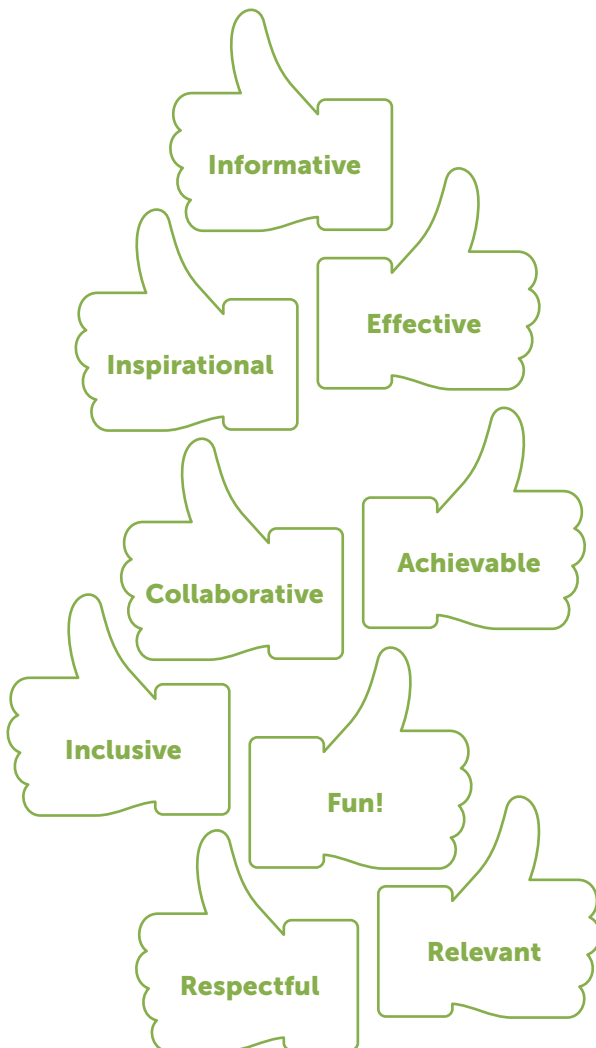 Informative
Effective
Inspirational
Achievable
Collaborative
Inclusive
Fun!
Relevant
Respectful